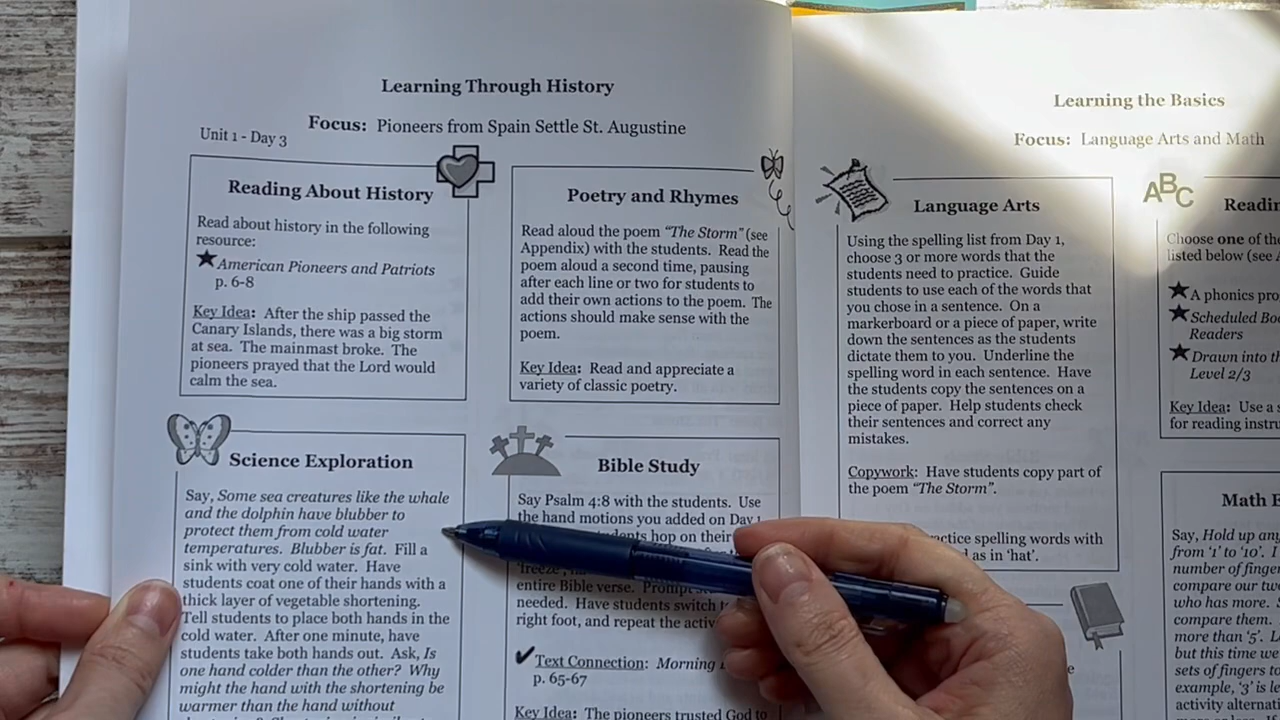 Learning Through History
Unit 1 - Day 3
Focus: Pioneers from Spain Settle St. Augustine
Reading About History
Read about history in the following
resource:
American Pioneers and Patriots
p. 6-8
Key Idea: After the ship passed the
Canary Islands, there was a big storm
at sea. The mainmast broke. The
pioneers prayed that the Lord would
calm the sea.
Poetry and Rhymes
Read aloud the poem “The Storm” (see
Appendix) with the students. Read the
poem aloud a second time, pausing
after each line or two for students to
add their own actions to the poem. The
actions should make sense with the
poem.
Key Idea: Read and appreciate a
variety of classic poetry.
Science Exploration
Say, Some sea creatures like the whale
and the dolphin have blubber to
protect them from cold water
temperatures. Blubber is fat. Fill a
sink with very cold water. Have
students coat one of their hands with a
thick layer of vegetable shortening.
Tell students to place both hands in the
cold water. After one minute, have
students take both hands out. Ask, Is
one hand colder than the other? Why
might the hand with the shortening be
warmer than the hand without
Bible Study
Say Psalm 4:8 with the students. Use
the hand motions you added on Day 1
hop on their
entire Bible verse.
needed. Have students switch
right foot, and repeat the
Text Connection: Morning
p. 65-67
Key Idea: The pioneers trusted God to
Learning the Basics
Focus: Language Arts and Math
Language Arts
Using the spelling list from Day 1,
choose 3 or more words that the
students need to practice. Guide
students to use each of the words that
you chose in a sentence. On a
markerboard or a piece of paper, write
down the sentences as the students
dictate them to you. Underline the
spelling word in each sentence. Have
the students copy the sentences on a
piece of paper. Help students check
their sentences and correct any
mistakes.
Copywork: Have students copy part of
the poem “The Storm”.
spelling words with
as in ‘hat’.
ABC
Choose one of the
listed below (see
A phonics
Scheduled
Readers
Drawn into
Level 2/3
Key Idea: Use a
for reading
Math
Say, Hold up any
from ‘1’ to ‘10’.
number of
compare our
who has more.
compare them.
more than ‘5’.
but this time we
sets of fingers to
example, ‘3’ is
activity